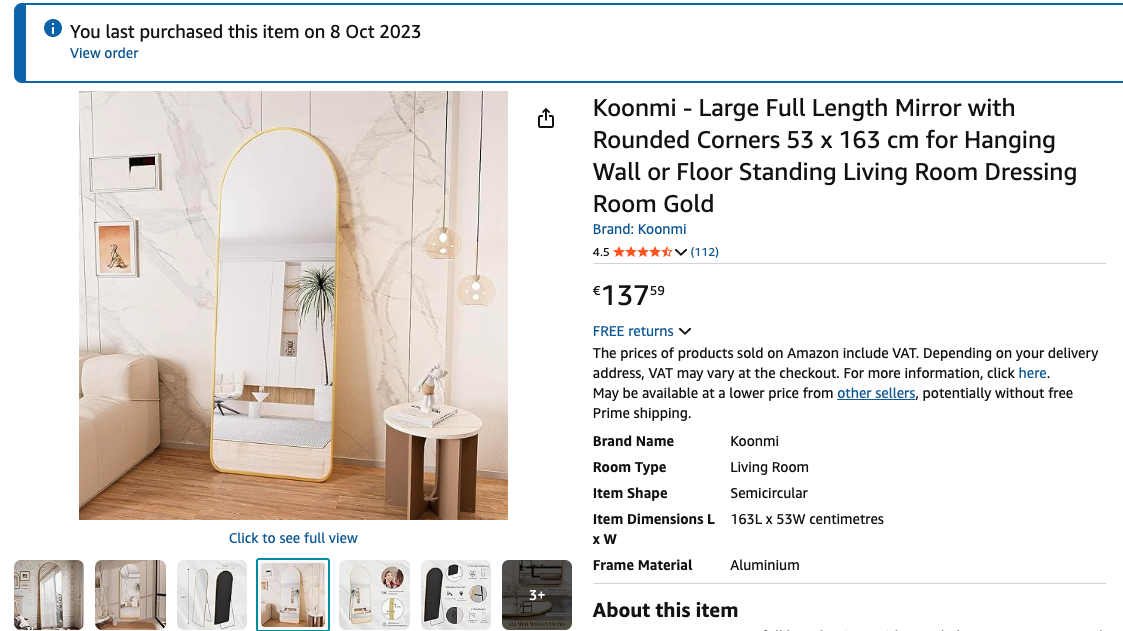 You last purchased this item on 8 Oct 2023
View order
Koonmi - Large Full Length Mirror with
Rounded Corners 53 x 163 cm for Hanging
Wall or Floor Standing Living Room Dressing
Room Gold
Brand: Koonmi
4.5 (112)
€13759
FREE returns
The prices of products sold on Amazon include VAT. Depending on your delivery
address, VAT may vary at the checkout. For more information, click here.
May be available at a lower price from other sellers, potentially without free
Prime shipping.
Brand Name Koonmi
Room Type Living Room
Item Shape Semicircular
Item Dimensions L 163L x 53W centimetres
x W
Frame Material Aluminium
About this item
Click to see full view
3+